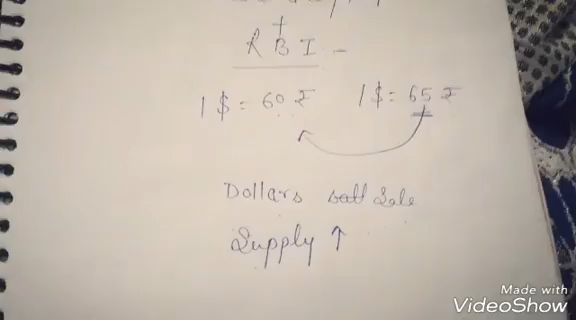 RBI -
1 $ = 60 ₹ 1 $ = 65 ₹
Dollars Sale
Supply ↑
Made with
VideoShow